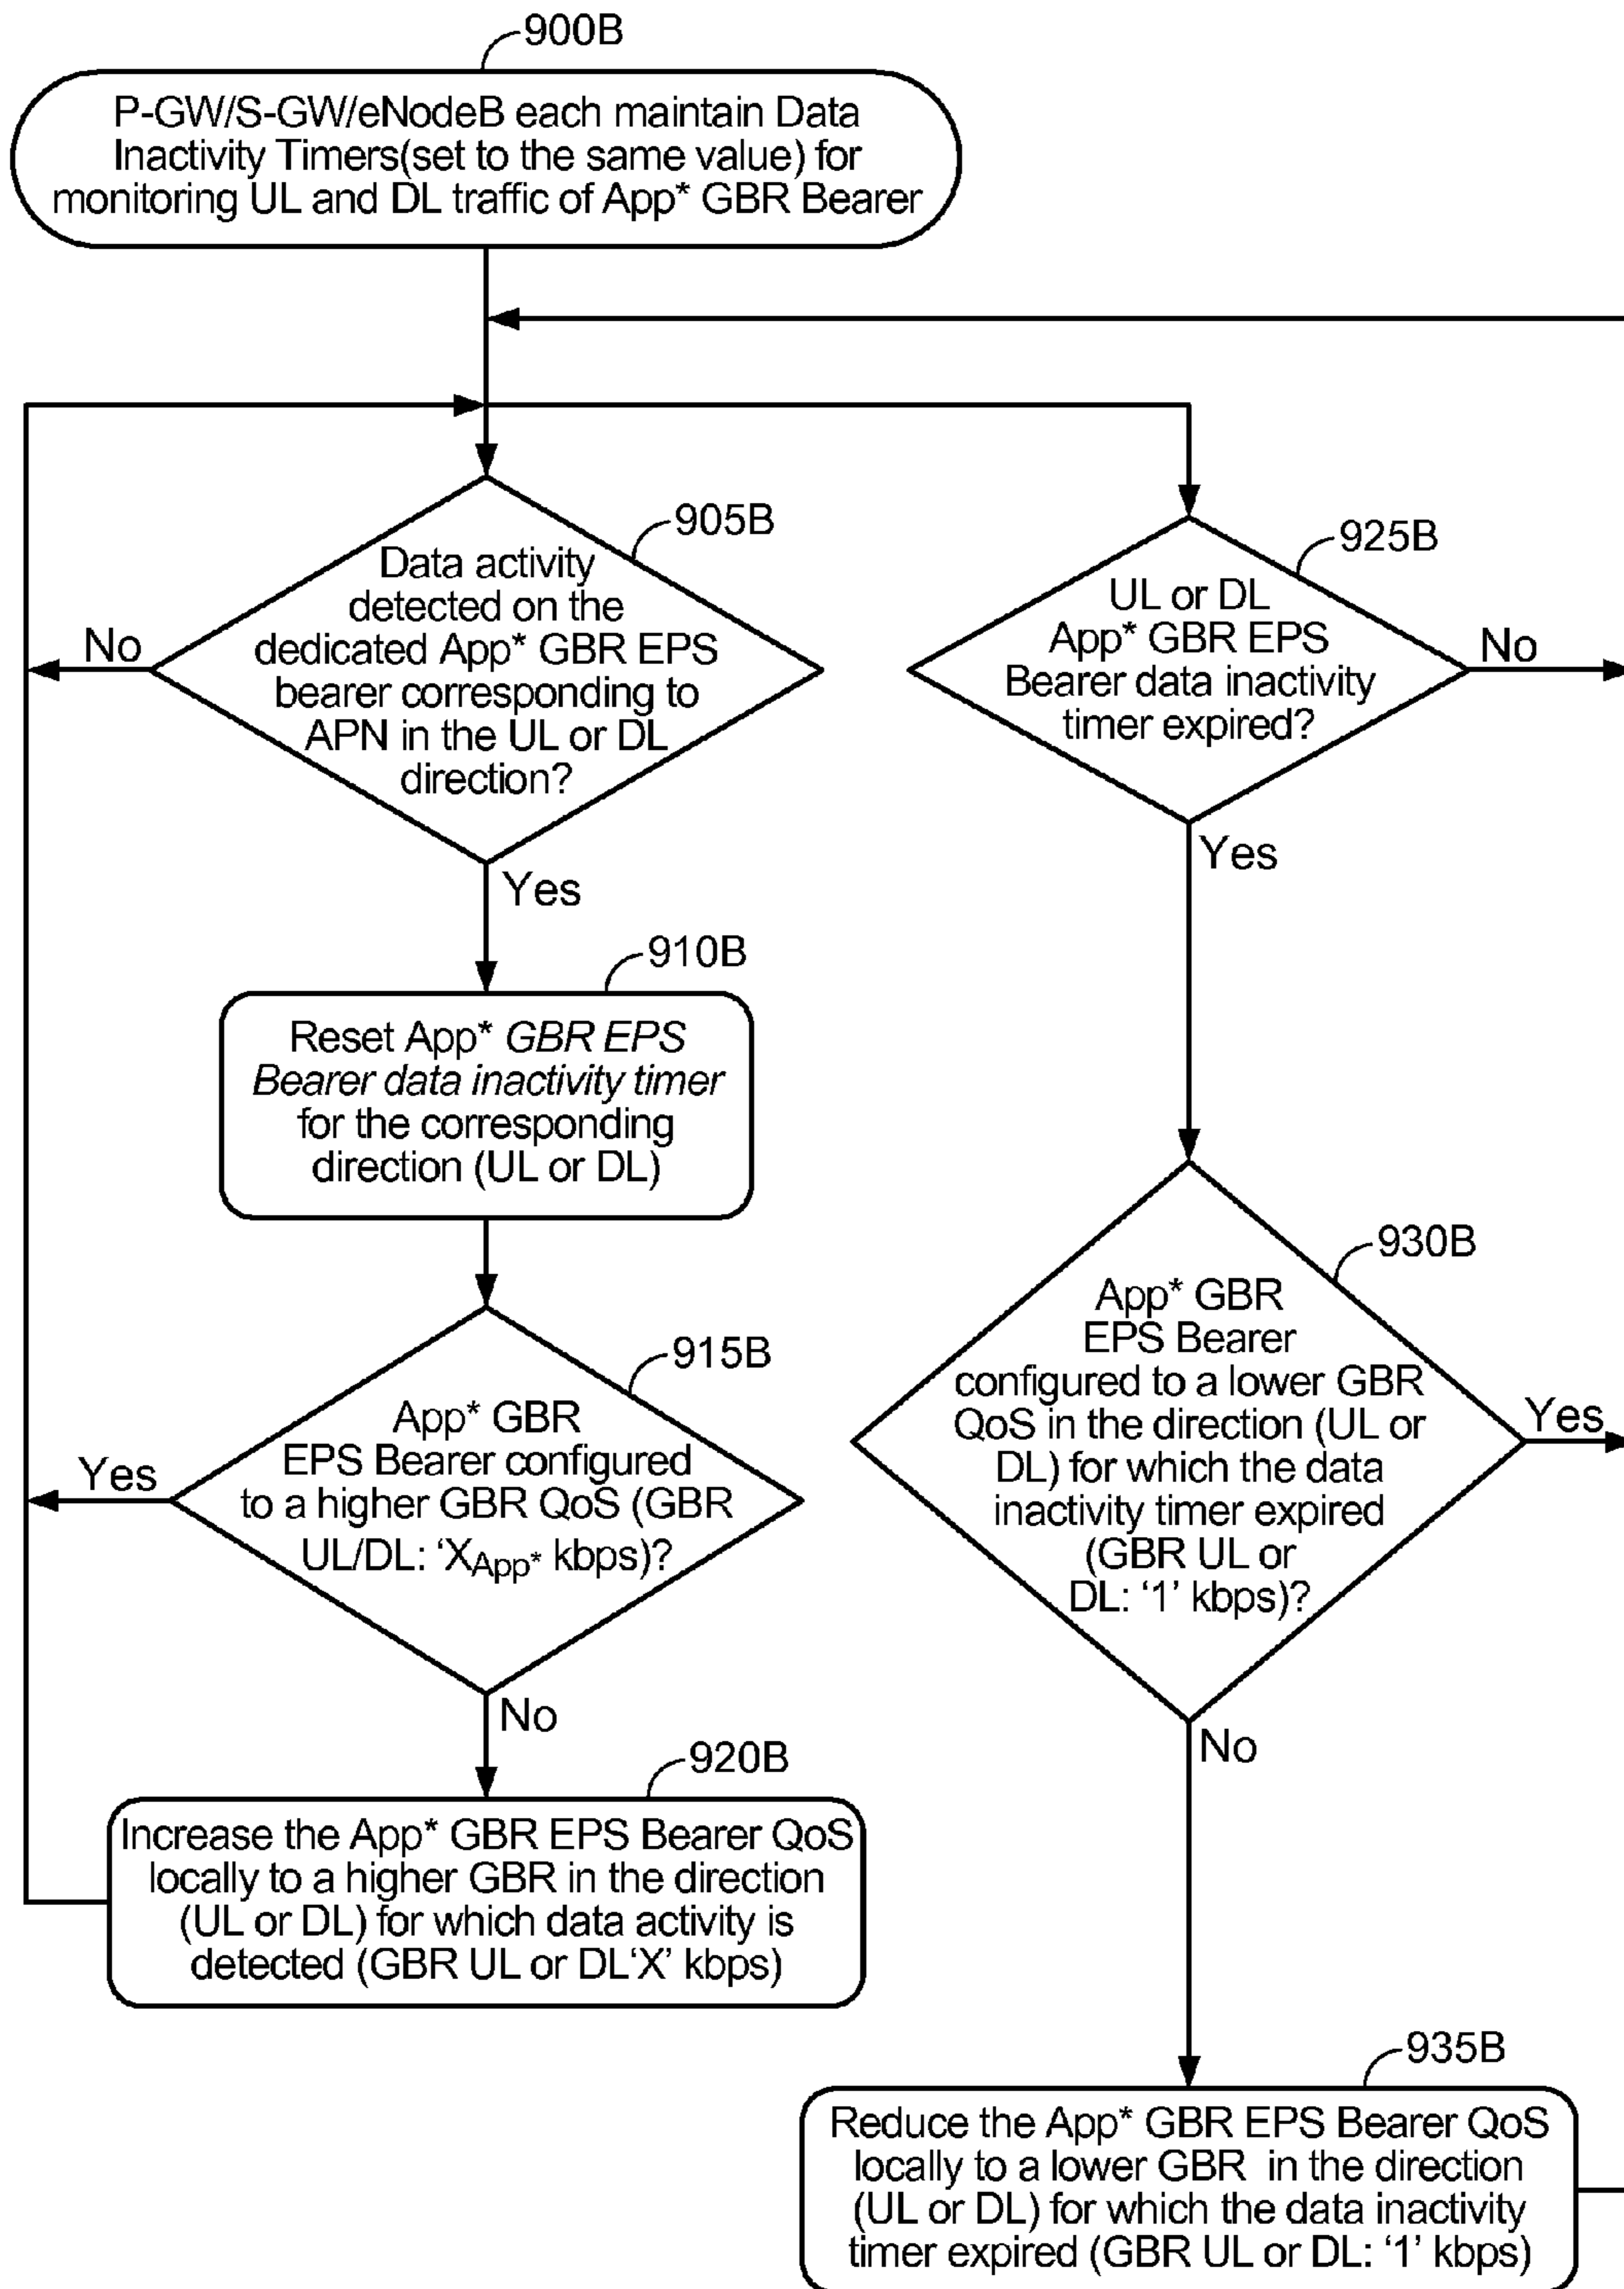 900B
P-GW/S-GW/eNodeB each maintain Data
Inactivity Timers(set to the same value) for
monitoring UL and DL traffic of App* GBR Bearer
905B
Data activity
detected on the
dedicated App* GBR EPS
bearer corresponding to
APN in the UL or DL
direction?
No
Yes
910B
Reset App* GBR EPS
Bearer data inactivity timer
for the corresponding
direction (UL or DL)
915B
App* GBR
EPS Bearer configured
to a higher GBR QoS (GBR
UL/DL: ‘XApp* kbps)?
Yes
No
920B
Increase the App* GBR EPS Bearer QoS
locally to a higher GBR in the direction
(UL or DL) for which data activity is
detected (GBR UL or DL‘X’ kbps)
925B
UL or DL
App* GBR EPS
Bearer data inactivity
timer expired?
No
Yes
930B
App* GBR
EPS Bearer
configured to a lower GBR
QoS in the direction (UL or
DL) for which the data
inactivity timer expired
(GBR UL or
DL: ‘1’ kbps)?
Yes
No
935B
Reduce the App* GBR EPS Bearer QoS
locally to a lower GBR in the direction
(UL or DL) for which the data inactivity
timer expired (GBR UL or DL: ‘1’ kbps)